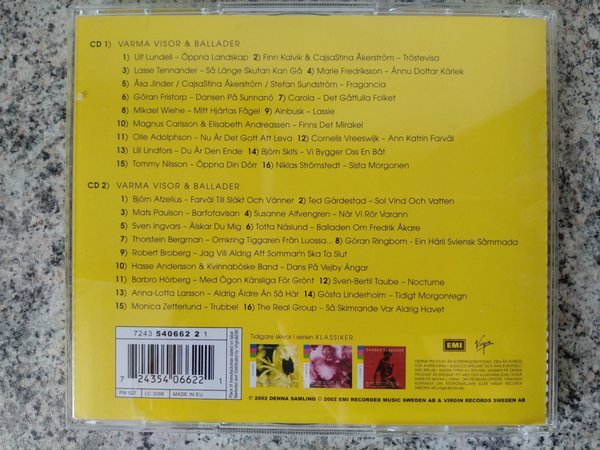 CD 1) VARMA VISOR & BALLADER
1) Ulf Lundell – Öppna Landskap 2) Finn Kalvik & CajsaStina Åkerström – Tröstevisa
3) Lasse Tennander – Så Länge Skutan Kan Gå 4) Marie Fredriksson – Ännu Doftar Kärlek
5) Åsa Jinder / CajsaStina Åkerström / Stefan Sundström – Fragancia
6) Göran Fristorp – Dansen På Sunnanö 7) Carola – Det Gåtfulla Folket
8) Mikael Wiehe – Mitt Hjärtas Fågel 9) Ainbusk – Lassie
10) Magnus Carlsson & Elisabeth Andreassen – Finns Det Mirakel
11) Olle Adolphson – Nu Är Det Gott Att Leva 12) Cornelis Vreeswijk – Ann Katrin Farväl
13) Lill Lindfors – Du Är Den Ende 14) Björn Skifs – Vi Bygger Oss En Båt
15) Tommy Nilsson – Öppna Din Dörr 16) Niklas Strömstedt – Sista Morgonen
CD 2) VARMA VISOR & BALLADER
1) Björn Afzelius – Farväl Till Släkt Och Vänner 2) Ted Gärdestad – Sol Vind Och Vatten
3) Mats Paulson – Barfotavisan 4) Susanne Alfvengren – När Vi Rör Varann
5) Sven Ingvars – Älskar Du Mig 6) Totta Näslund – Balladen Om Fredrik Åkare
7) Thorstein Bergman – Omkring Tiggaren Från Luossa... 8) Göran Ringbom - Ein Hårli Sviensk Såmmada
9) Robert Broberg – Jag Vill Aldrig Att Sommar'n Ska Ta Slut
10) Hasse Andersson & Kvinnaböske Band – Dans På Vejby Ängar
11) Barbro Hörberg – Med Ögon Känsliga För Grönt 12) Sven-Bertil Taube – Nocturne
13) Anna-Lotta Larsson – Aldrig Äldre Än Så Här 14) Gösta Linderholm – Tidigt Morgonregn
15) Monica Zetterlund – Trubbel 16) The Real Group – Så Skimrande Var Aldrig Havet
7243 540662 2 1
7 24354 06622 1
PM 527 LC 3098 MADE IN EU
Tidigare skivor i serien KLASSIKER.
DANSKA KLASSIKER
EMI
Virgin
℗ 2002 DENNA SAMLING © 2002 EMI RECORDED MUSIC SWEDEN AB & VIRGIN RECORDS SWEDEN AB